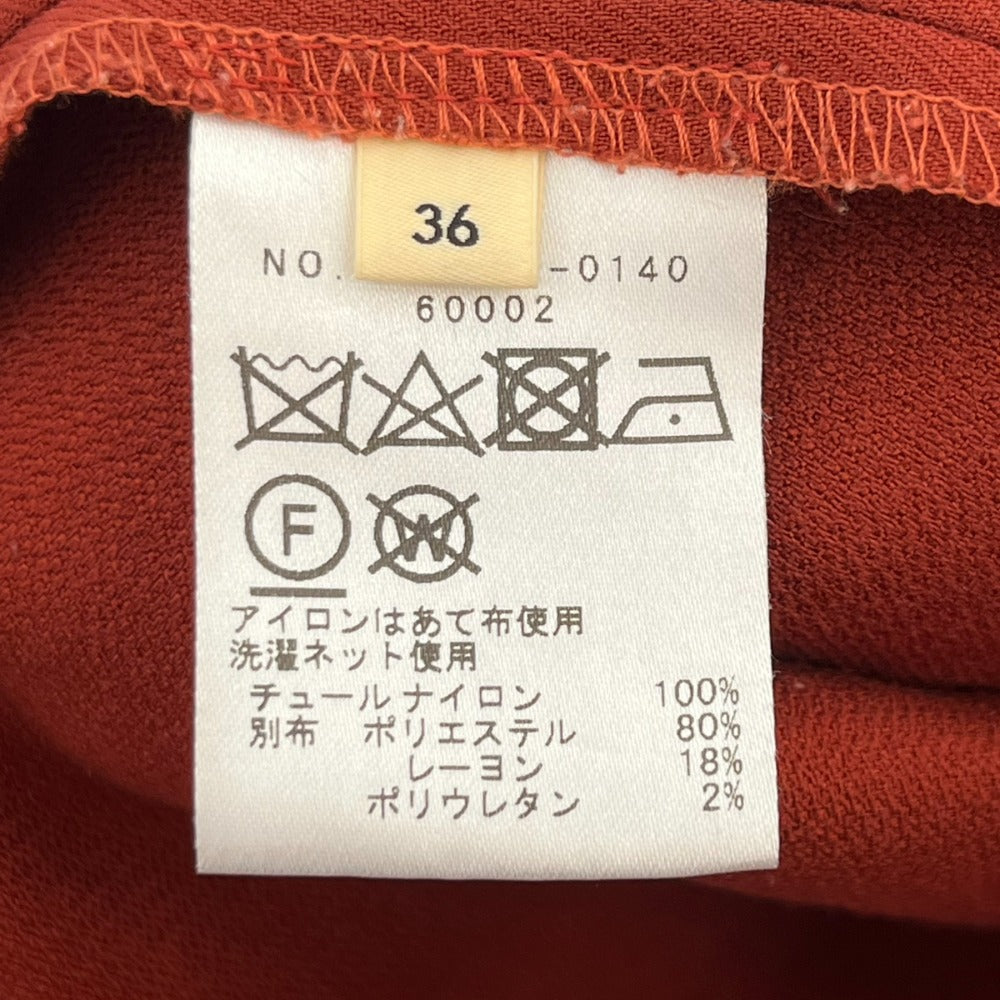 36
NO. -0140
60002
F
W
アイロンはあて布使用
洗濯ネット使用
チュール ナイロン 100%
別布 ポリエステル 80%
レーヨン 18%
ポリウレタン 2%